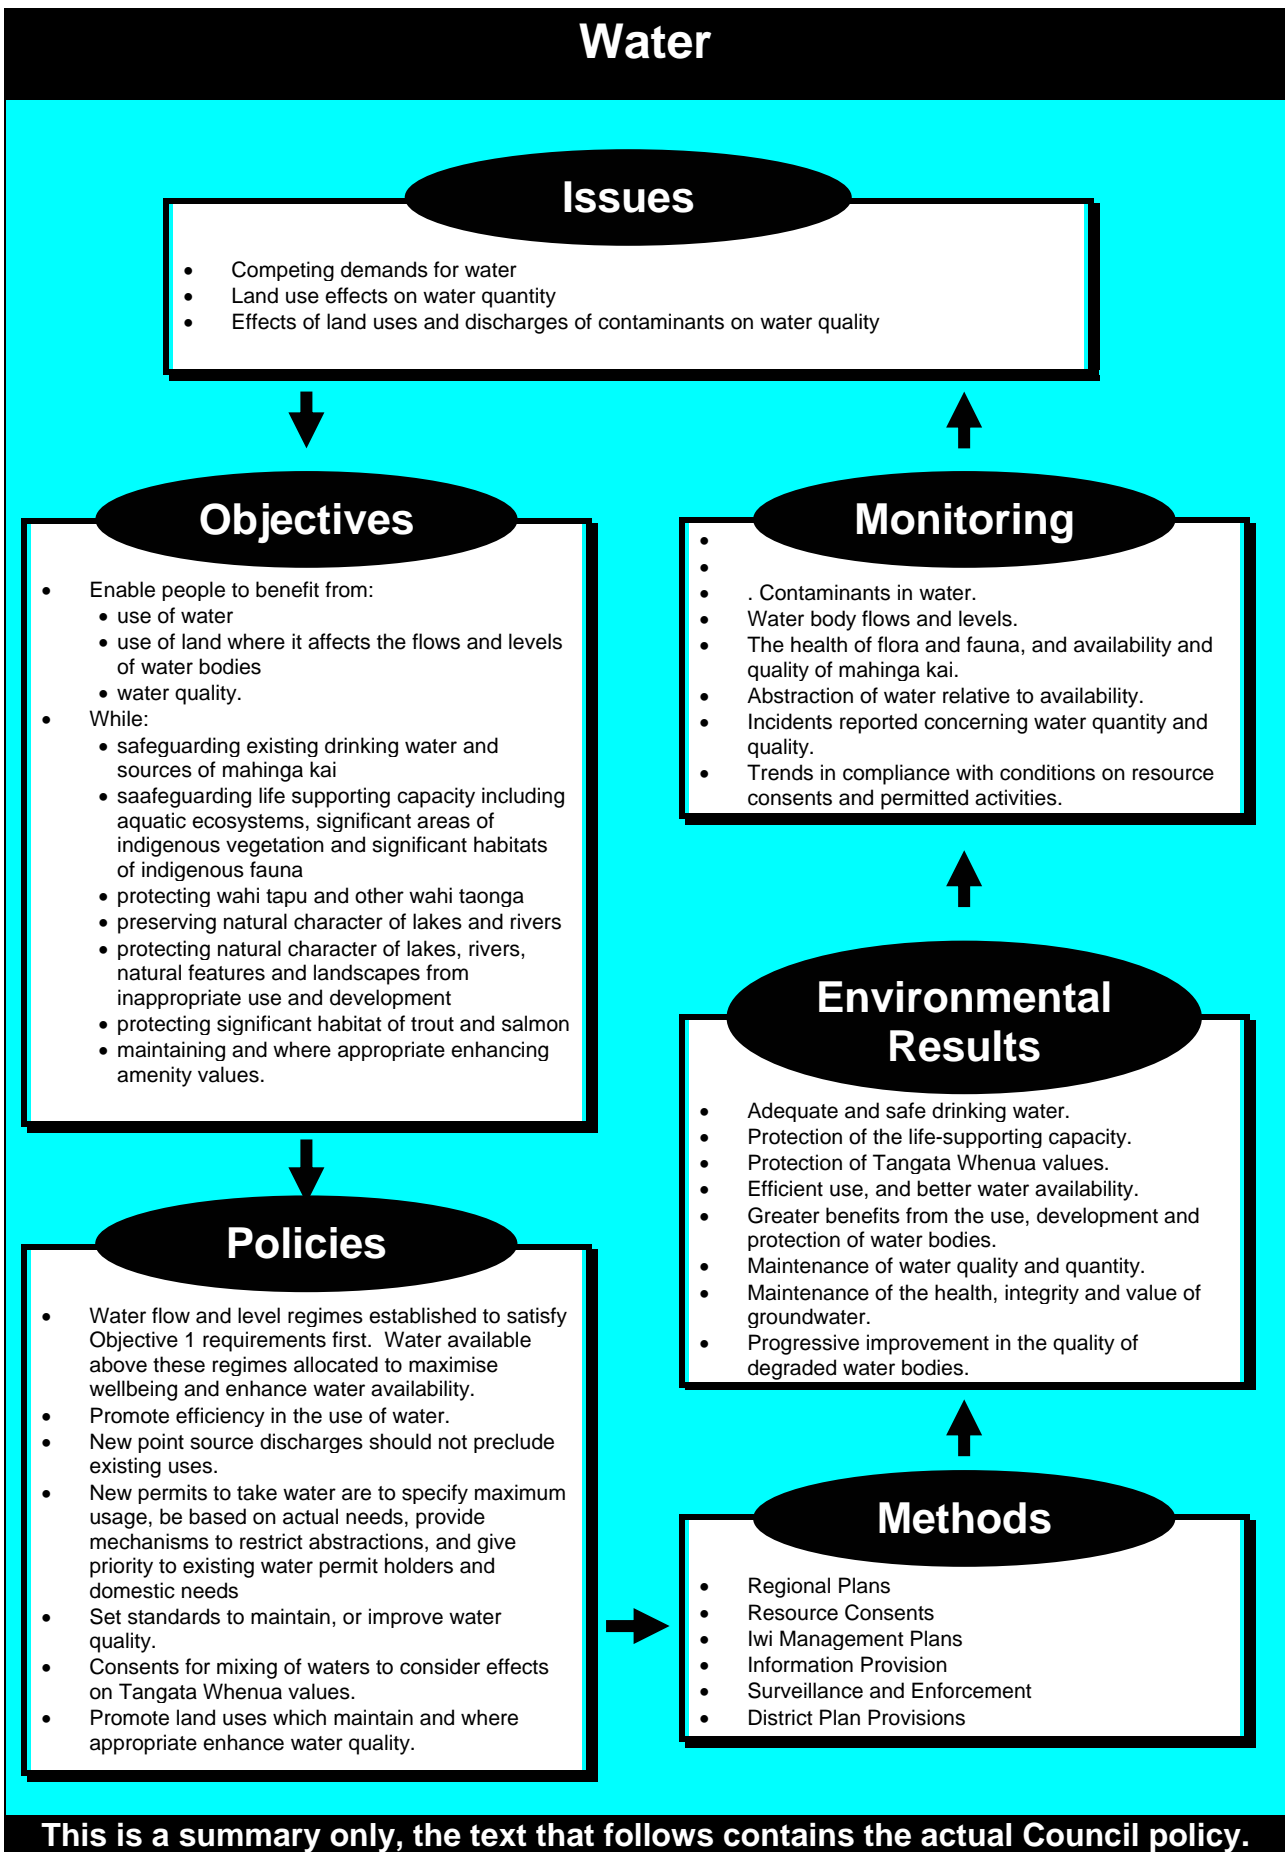 Water
Issues
• Competing demands for water
• Land use effects on water quantity
• Effects of land uses and discharges of contaminants on water quality
Objectives
• Enable people to benefit from:
• use of water
• use of land where it affects the flows and levels
of water bodies
• water quality.
• While:
• safeguarding existing drinking water and
sources of mahinga kai
• saafeguarding life supporting capacity including
aquatic ecosystems, significant areas of
indigenous vegetation and significant habitats
of indigenous fauna
• protecting wahi tapu and other wahi taonga
• preserving natural character of lakes and rivers
• protecting natural character of lakes, rivers,
natural features and landscapes from
inappropriate use and development
• protecting significant habitat of trout and salmon
• maintaining and where appropriate enhancing
amenity values.
Policies
• Water flow and level regimes established to satisfy
Objective 1 requirements first. Water available
above these regimes allocated to maximise
wellbeing and enhance water availability.
• Promote efficiency in the use of water.
• New point source discharges should not preclude
existing uses.
• New permits to take water are to specify maximum
usage, be based on actual needs, provide
mechanisms to restrict abstractions, and give
priority to existing water permit holders and
domestic needs
• Set standards to maintain, or improve water
quality.
• Consents for mixing of waters to consider effects
on Tangata Whenua values.
• Promote land uses which maintain and where
appropriate enhance water quality.
Methods
• Regional Plans
• Resource Consents
• Iwi Management Plans
• Information Provision
• Surveillance and Enforcement
• District Plan Provisions
Environmental
Results
• Adequate and safe drinking water.
• Protection of the life-supporting capacity.
• Protection of Tangata Whenua values.
• Efficient use, and better water availability.
• Greater benefits from the use, development and
protection of water bodies.
• Maintenance of water quality and quantity.
• Maintenance of the health, integrity and value of
groundwater.
• Progressive improvement in the quality of
degraded water bodies.
Monitoring
•
•
• . Contaminants in water.
• Water body flows and levels.
• The health of flora and fauna, and availability and
quality of mahinga kai.
• Abstraction of water relative to availability.
• Incidents reported concerning water quantity and
quality.
• Trends in compliance with conditions on resource
consents and permitted activities.
This is a summary only, the text that follows contains the actual Council policy.